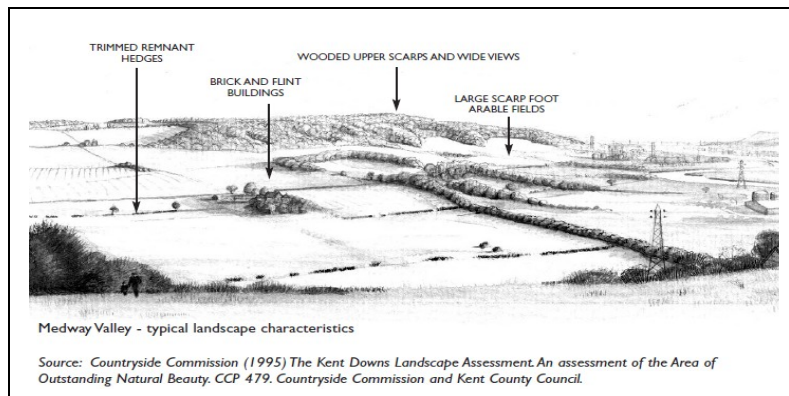 TRIMMED REMNANT
HEDGES
WOODED UPPER SCARPS AND WIDE VIEWS
BRICK AND FLINT
BUILDINGS
LARGE SCARP FOOT
ARABLE FIELDS
Medway Valley - typical landscape characteristics
Source: Countryside Commission (1995) The Kent Downs Landscape Assessment. An assessment of the Area of
Outstanding Natural Beauty. CCP 479. Countryside Commission and Kent County Council.